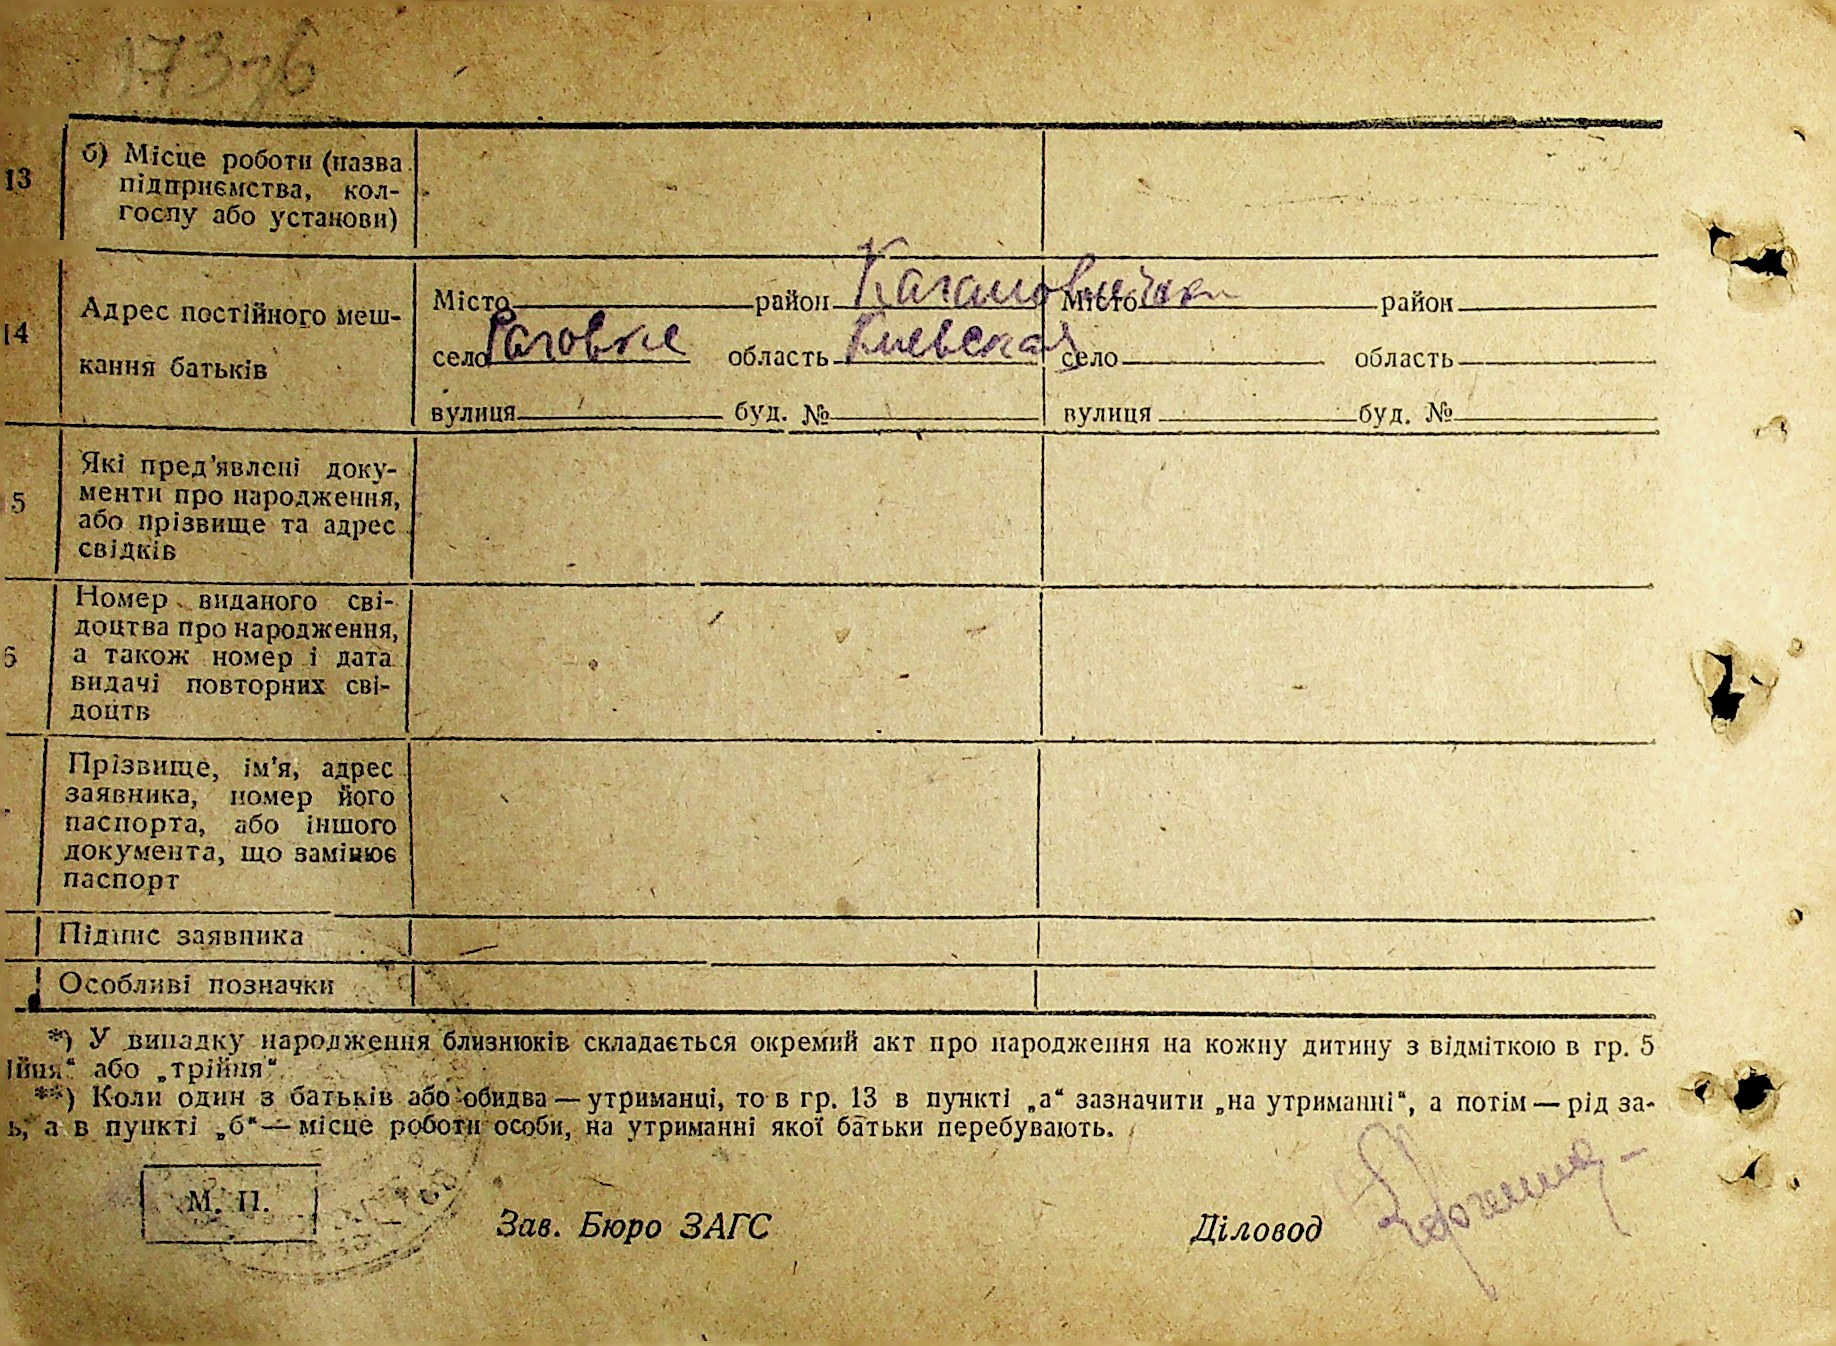 13 б) Місце роботи (назва
підприємства, кол-
госпу або установи)
14 Адрес постійного меш-
кання батьків
Місто район Кагановичский Місто район
село область Киевская село область
вулиця буд. № вулиця буд. №
5 Які пред'явлені доку-
менти про народження,
або прізвище та адрес
свідків
6 Номер виданого сві-
доцтва про народження,
а також номер і дата
видачі повторних сві-
доцтв
Прізвище, ім'я, адрес
заявника, номер його
паспорта, або іншого
документа, що замінює
паспорт
Підпис заявника
Особливі позначки
*) У випадку народження близнюків складається окремий акт про народження на кожну дитину з відміткою в гр. 5
ійня“ або „трійня“
**) Коли один з батьків або обидва — утриманці, то в гр. 13 в пункті „а“ зазначити „на утриманні“, а потім — рід за-
ь, а в пункті „б“ — місце роботи особи, на утриманні якої батьки перебувають.
М. П.
Зав. Бюро ЗАГС Діловод